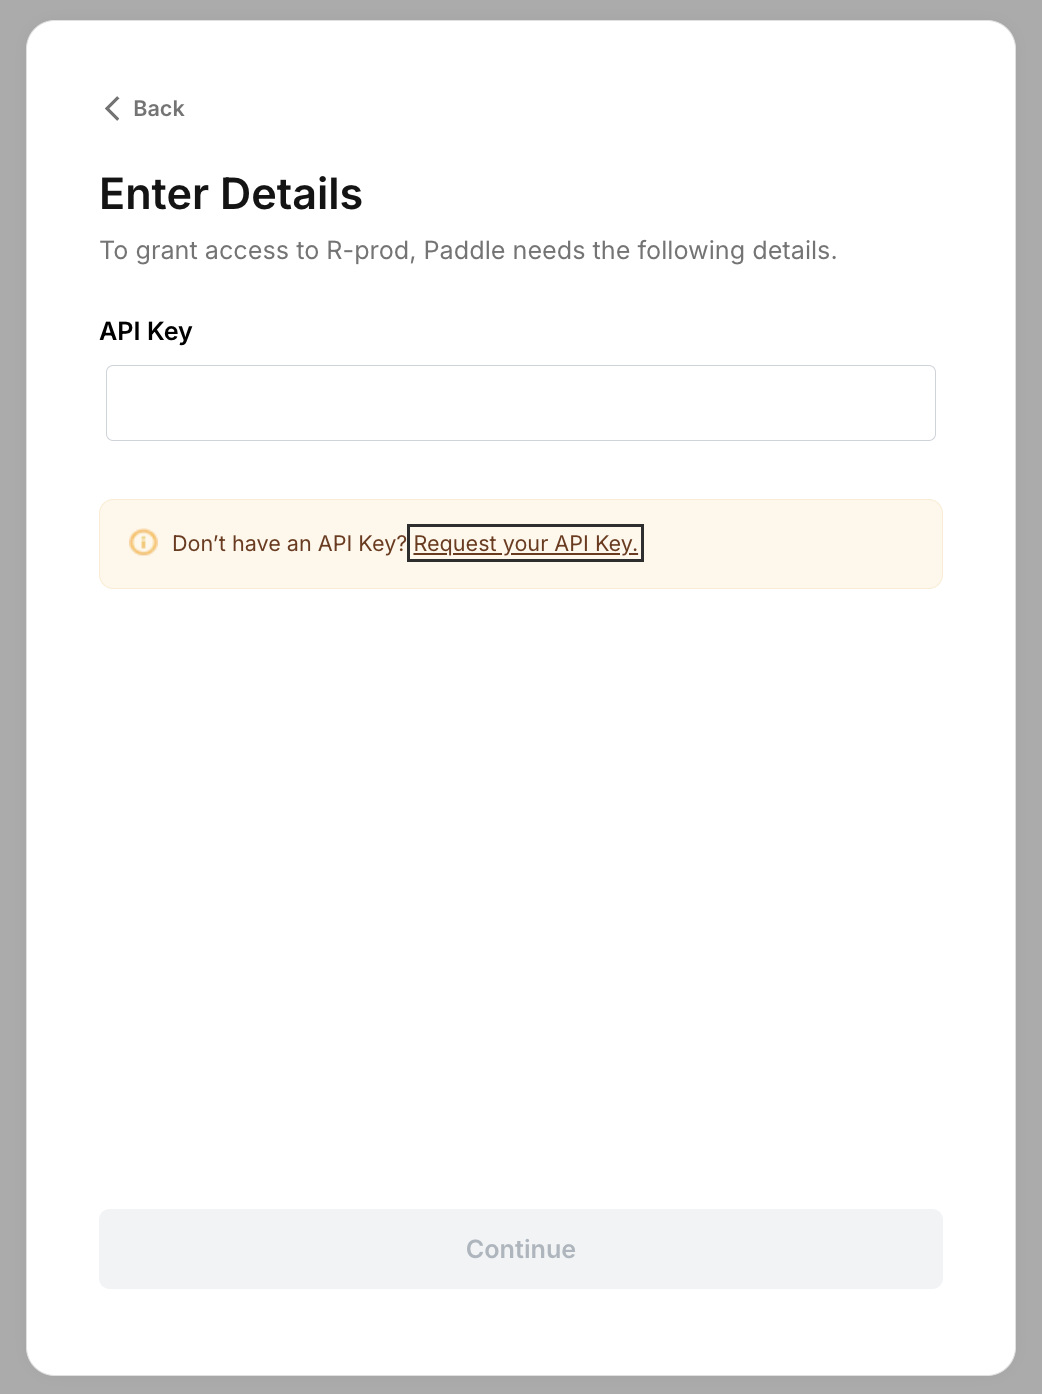 Back
Enter Details
To grant access to R-prod, Paddle needs the following details.
API Key
Don’t have an API Key? Request your API Key.
Continue